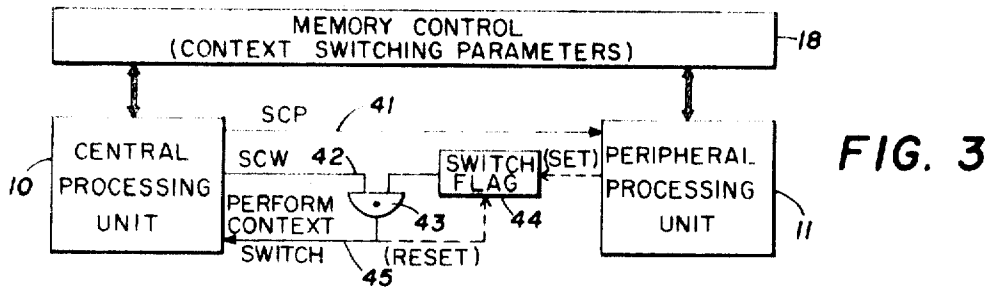 MEMORY CONTROL
(CONTEXT SWITCHING PARAMETERS)
18
SCP
41
CENTRAL
PROCESSING
UNIT
10
SCW
42
PERFORM
CONTEXT
SWITCH
43
45
(RESET)
SWITCH
FLAG
44
(SET)
PERIPHERAL
PROCESSING
UNIT
11
FIG. 3